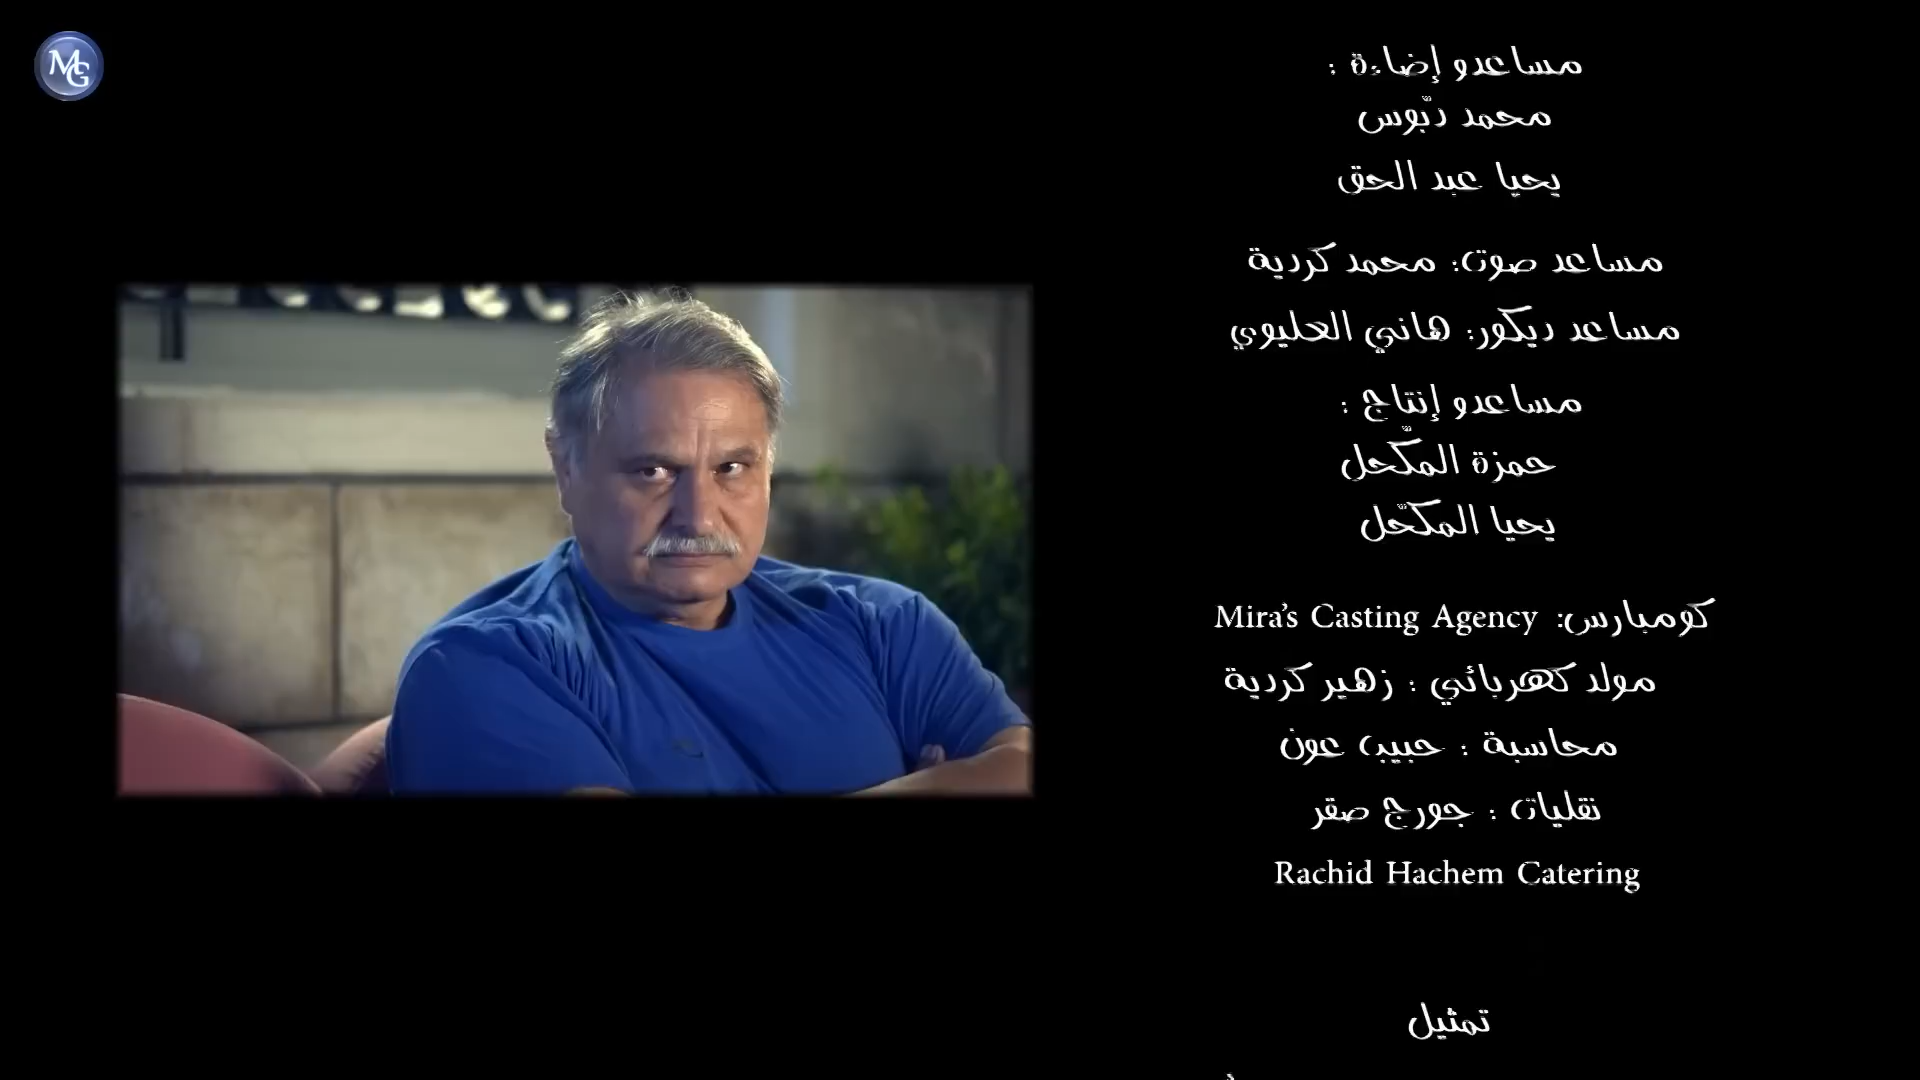 MG
مساعدو إضاءة :
محمد دبّوس
يحيا عبد الحق
مساعد صوت: محمد كردية
مساعد ديكور: هاني العليوي
مساعدو إنتاج :
حمزة المكّحل
يحيا المكحّل
كومبارس: Mira's Casting Agency
مولد كهربائي : زهير كردية
محاسبة : حبيب عون
نقليات : جورج صقر
Rachid Hachem Catering
تمثيل